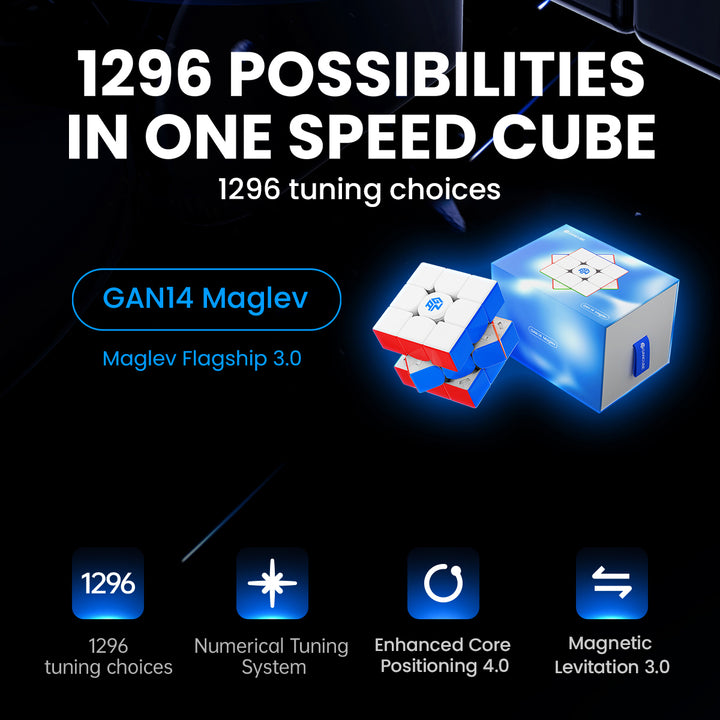 1296 POSSIBILITIES
IN ONE SPEED CUBE
1296 tuning choices
GAN14 Maglev
Maglev Flagship 3.0
1296
1296
tuning choices
Numerical Tuning
System
Enhanced Core
Positioning 4.0
Magnetic
Levitation 3.0